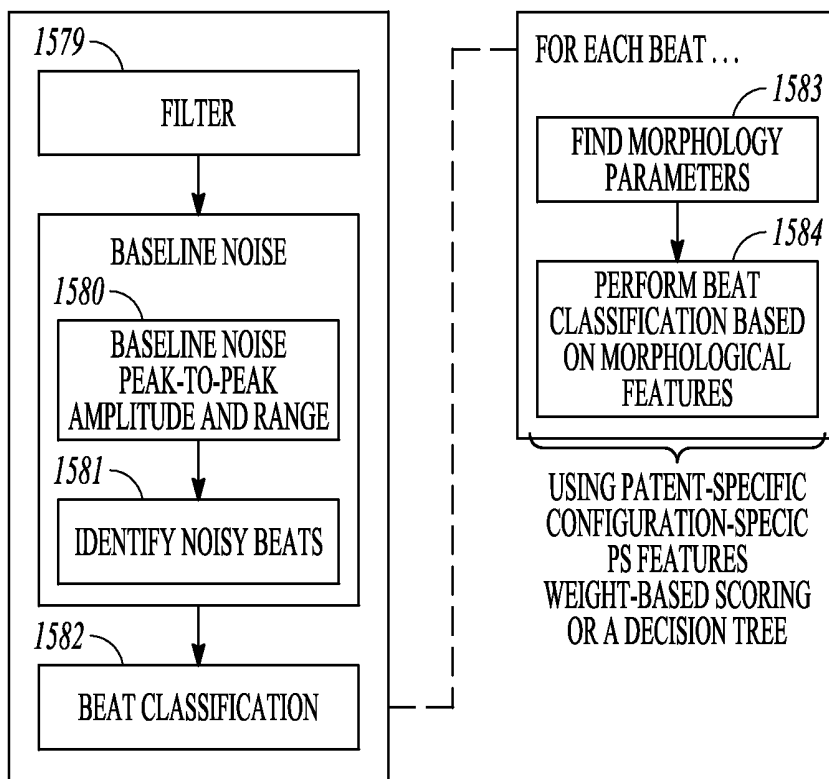 1579
FILTER
BASELINE NOISE
1580
BASELINE NOISE
PEAK-TO-PEAK
AMPLITUDE AND RANGE
1581
IDENTIFY NOISY BEATS
1582
BEAT CLASSIFICATION
FOR EACH BEAT ...
1583
FIND MORPHOLOGY
PARAMETERS
1584
PERFORM BEAT
CLASSIFICATION BASED
ON MORPHOLOGICAL
FEATURES
USING PATENT-SPECIFIC
CONFIGURATION-SPECIC
PS FEATURES
WEIGHT-BASED SCORING
OR A DECISION TREE